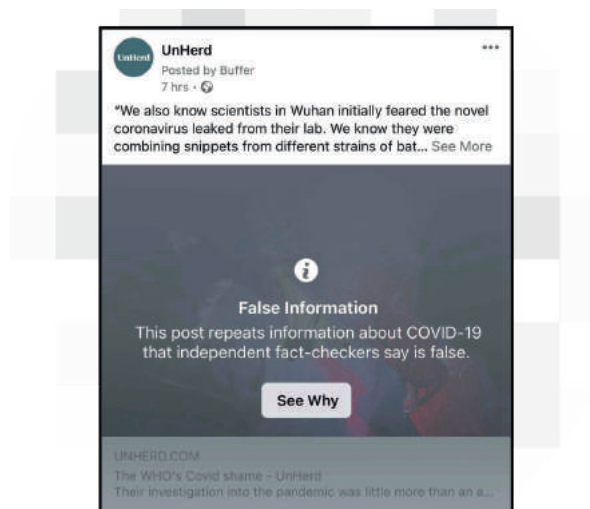 UnHerd
UnHerd
Posted by Buffer
7 hrs ·
"We also know scientists in Wuhan initially feared the novel
coronavirus leaked from their lab. We know they were
combining snippets from different strains of bat... See More
False Information
This post repeats information about COVID-19
that independent fact-checkers say is false.
See Why
UNHERD.COM
The WHO's Covid shame - UnHerd
Their investigation into the pandemic was little more than an a...